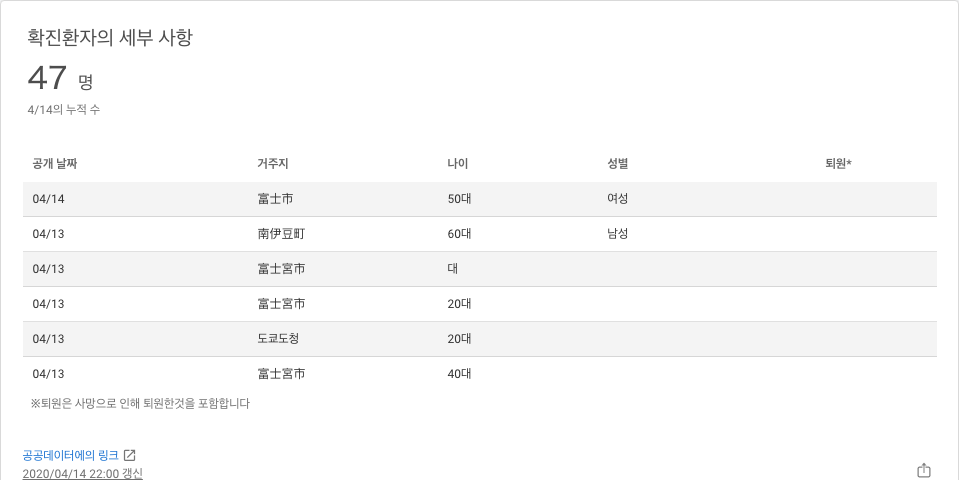 확진환자의 세부 사항
47 명
4/14의 누적 수
공개 날짜 거주지 나이 성별 퇴원*
04/14 富士市 50대 여성
04/13 南伊豆町 60대 남성
04/13 富士宮市 대
04/13 富士宮市 20대
04/13 도쿄도청 20대
04/13 富士宮市 40대
※퇴원은 사망으로 인해 퇴원한것을 포함합니다
공공데이터에의 링크
2020/04/14 22:00 갱신